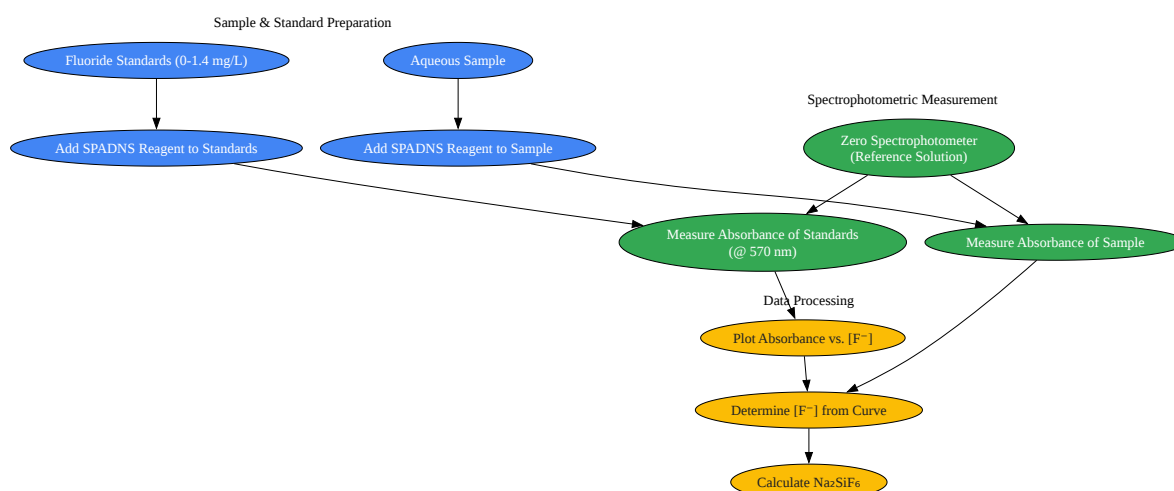 Sample & Standard Preparation
Fluoride Standards (0-1.4 mg/L)
Aqueous Sample
Add SPADNS Reagent to Standards
Add SPADNS Reagent to Sample
Spectrophotometric Measurement
Zero Spectrophotometer
(Reference Solution)
Measure Absorbance of Standards
(@ 570 nm)
Measure Absorbance of Sample
Data Processing
Plot Absorbance vs. [F⁻]
Determine [F⁻] from Curve
Calculate Na₂SiF₆